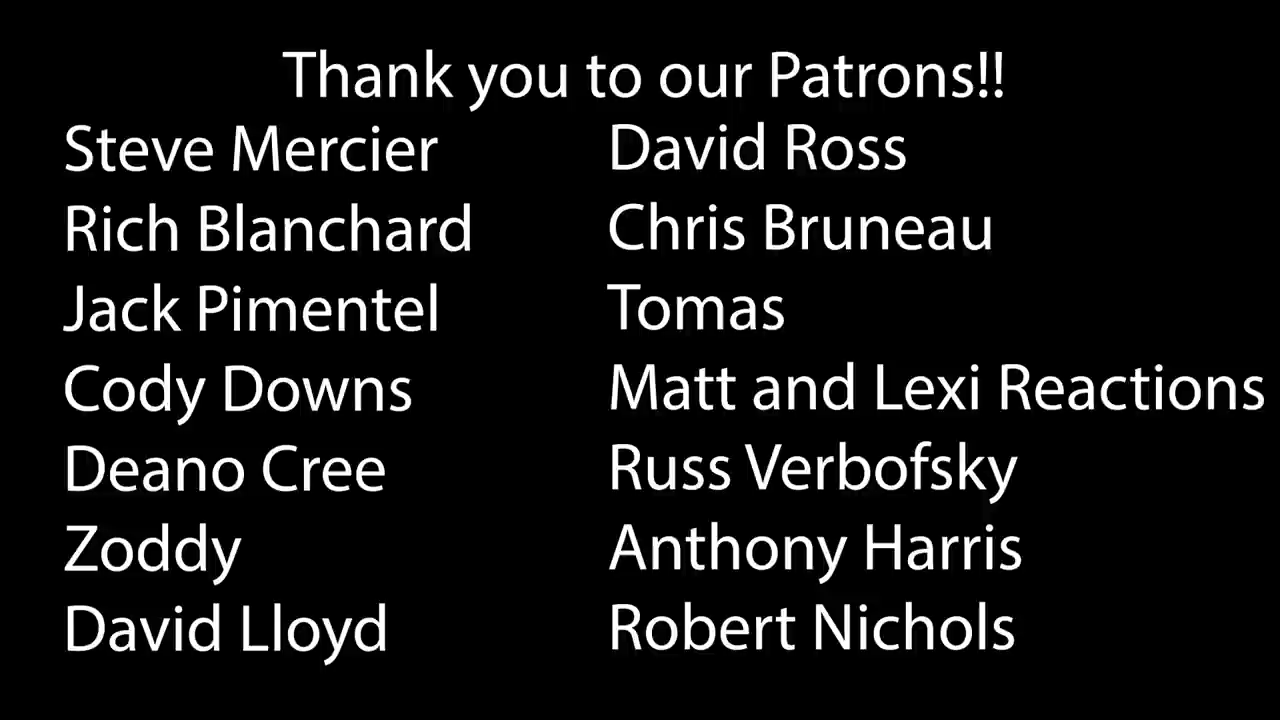 Thank you to our Patrons!!
Steve Mercier
Rich Blanchard
Jack Pimentel
Cody Downs
Deano Cree
Zoddy
David Lloyd
David Ross
Chris Bruneau
Tomas
Matt and Lexi Reactions
Russ Verbofsky
Anthony Harris
Robert Nichols